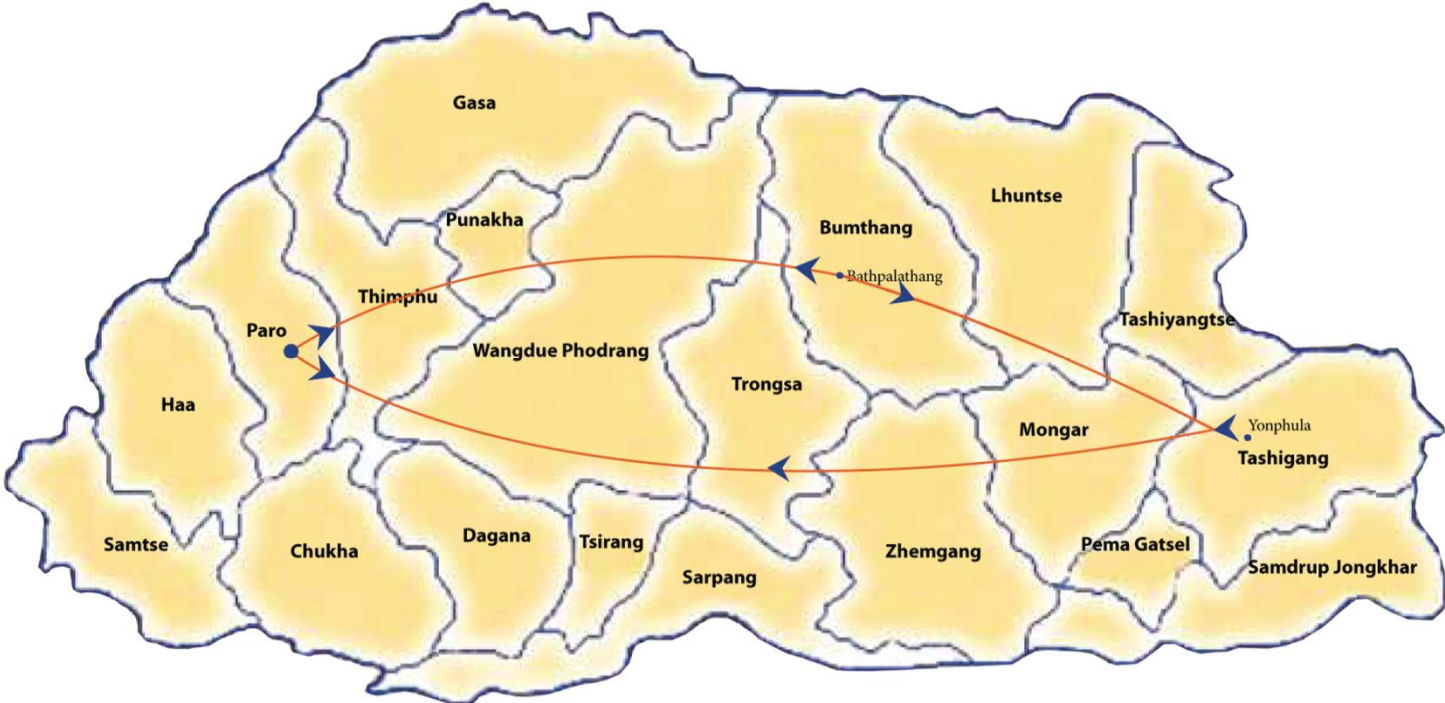 Gasa
Lhuntse
Punakha
Bumthang
Bathpalathang
Thimphu
Tashiyangtse
Paro
Wangdue Phodrang
Trongsa
Haa
Mongar
Yonphula
Tashigang
Dagana
Tsirang
Samtse
Chukha
Zhemgang
Pema Gatsel
Samdrup Jongkhar
Sarpang